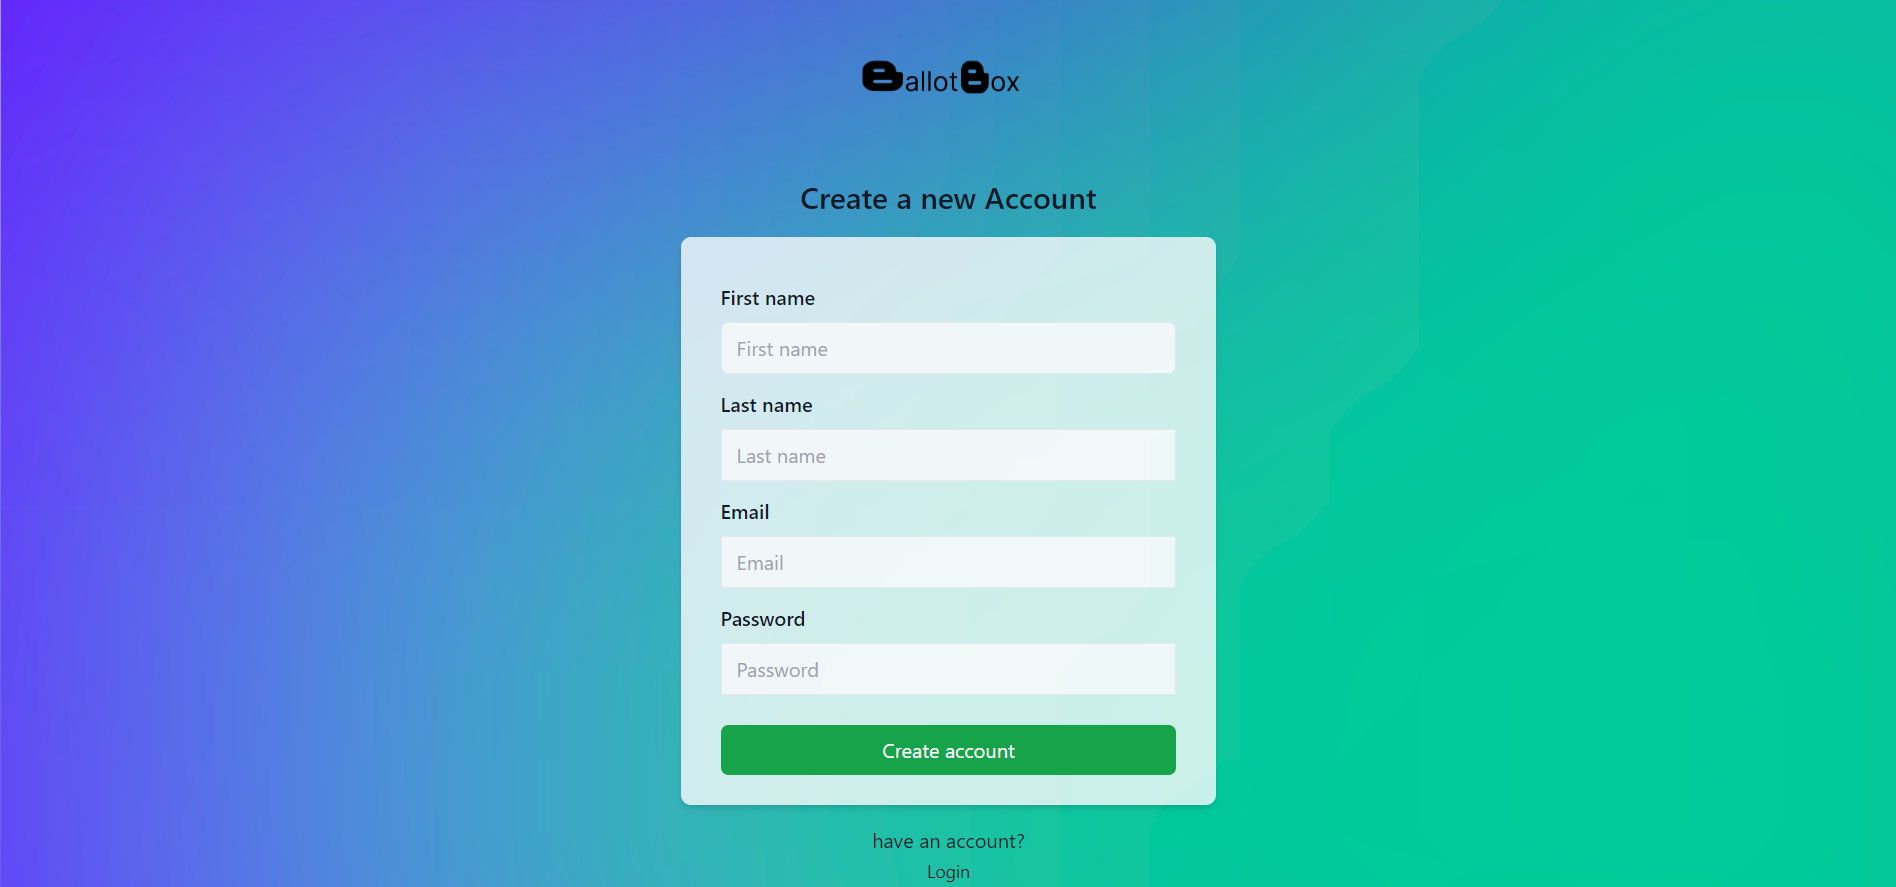 BallotBox
Create a new Account
First name
First name
Last name
Last name
Email
Email
Password
Password
Create account
have an account?
Login